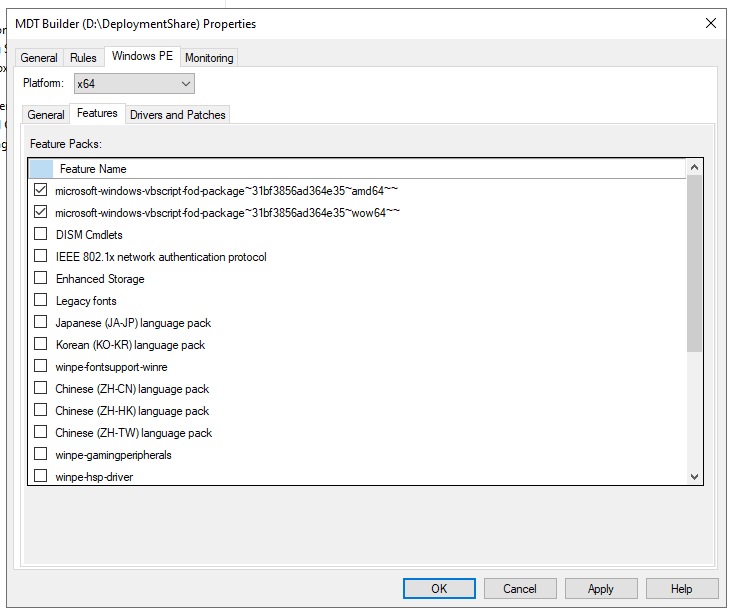 MDT Builder (D:\DeploymentShare) Properties
General Rules Windows PE Monitoring
Platform: x64
General Features Drivers and Patches
Feature Packs:
Feature Name
microsoft-windows-vbscript-fod-package~31bf3856ad364e35~amd64~~
microsoft-windows-vbscript-fod-package~31bf3856ad364e35~wow64~~
DISM Cmdlets
IEEE 802.1x network authentication protocol
Enhanced Storage
Legacy fonts
Japanese (JA-JP) language pack
Korean (KO-KR) language pack
winpe-fontsupport-winre
Chinese (ZH-CN) language pack
Chinese (ZH-HK) language pack
Chinese (ZH-TW) language pack
winpe-gamingperipherals
winpe-hsp-driver
OK Cancel Apply Help